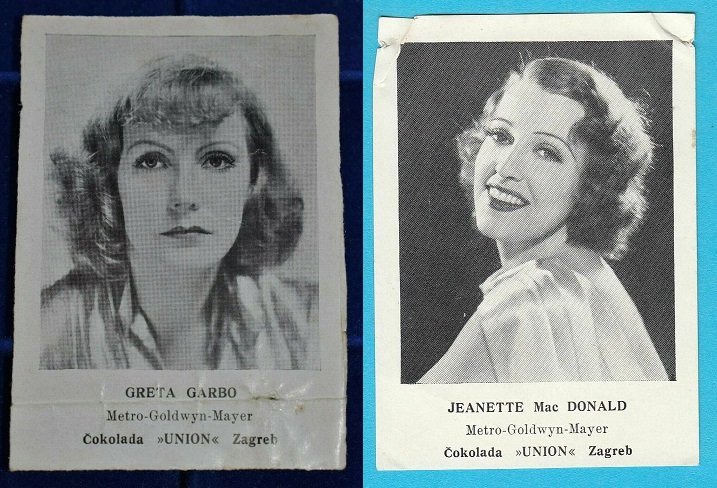 GRETA GARBO
Metro-Goldwyn-Mayer
Čokolada »UNION« Zagreb
JEANETTE Mac DONALD
Metro-Goldwyn-Mayer
Čokolada »UNION« Zagreb